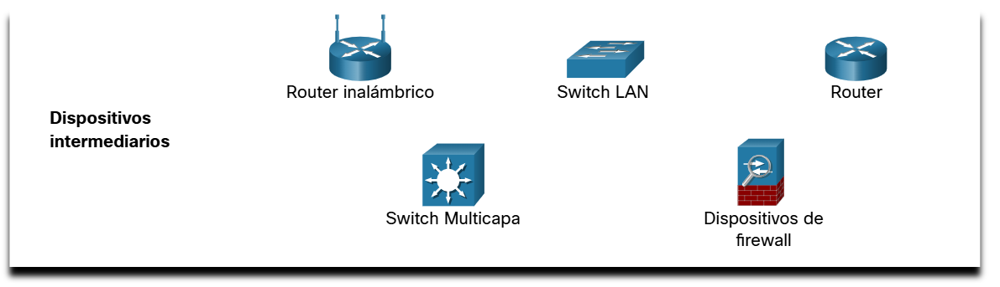 Router inalámbrico
Switch LAN
Router
Dispositivos
intermediarios
Switch Multicapa
Dispositivos de
firewall